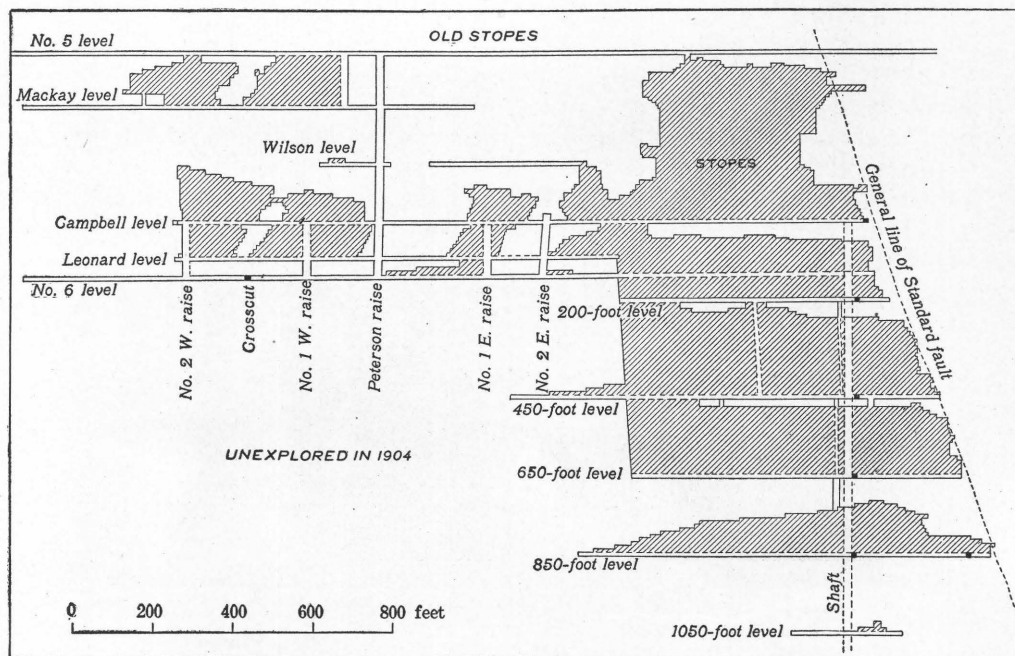 No. 5 level
OLD STOPES
Mackay level
Wilson level
STOPES
Campbell level
Leonard level
No. 6 level
200-foot level
No. 2 W. raise
Crosscut
No. 1 W. raise
Peterson raise
No. 1 E. raise
No. 2 E. raise
General line of Standard fault
450-foot level
UNEXPLORED IN 1904
650-foot level
850-foot level
Shaft
0 200 400 600 800 feet
1050-foot level